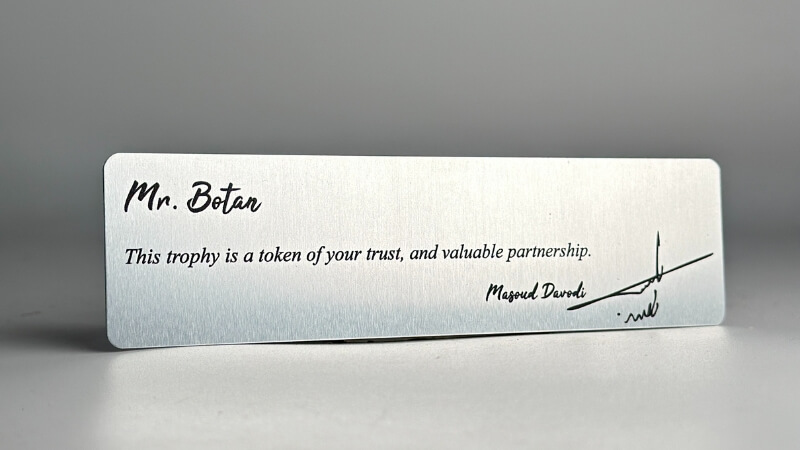 Mr. Botan
This trophy is a token of your trust, and valuable partnership.
Masoud Davodi